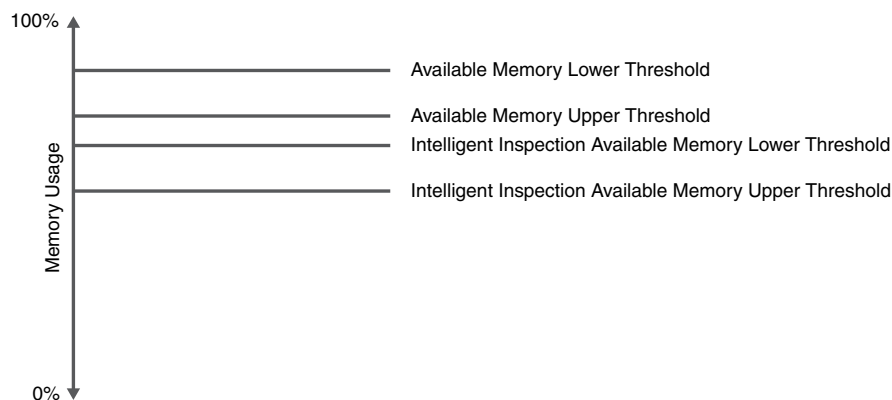 100%
Available Memory Lower Threshold
Available Memory Upper Threshold
Intelligent Inspection Available Memory Lower Threshold
Intelligent Inspection Available Memory Upper Threshold
Memory Usage
0%